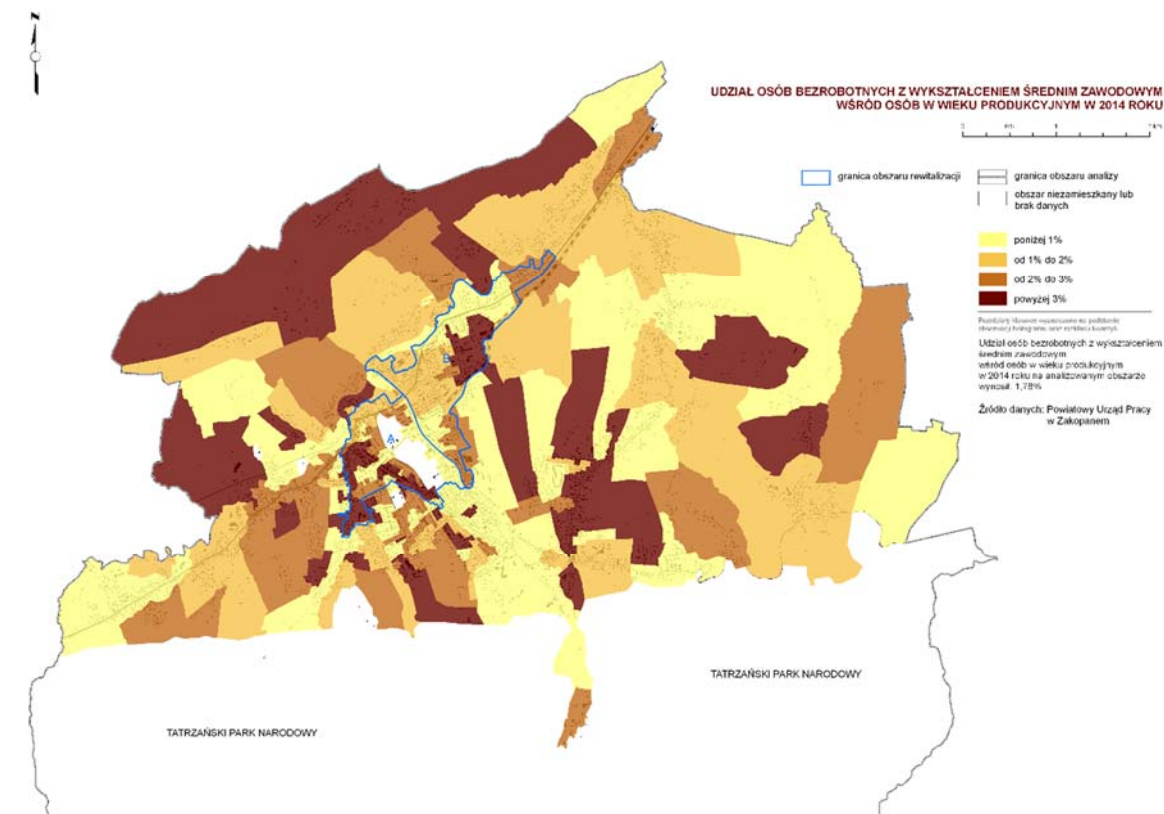 N
UDZIAŁ OSÓB BEZROBOTNYCH Z WYKSZTAŁCENIEM ŚREDNIM ZAWODOWYM
WŚRÓD OSÓB W WIEKU PRODUKCYJNYM W 2014 ROKU
granica obszaru rewitalizacji
granica obszaru analizy
obszar niezamieszkany lub
brak danych
poniżej 1%
od 1% do 2%
od 2% do 3%
powyżej 3%
Udział osób bezrobotnych z wykształceniem
średnim zawodowym
wśród osób w wieku produkcyjnym
w 2014 roku na analizowanym obszarze
wynosił: 1,78%
Źródło danych: Powiatowy Urząd Pracy
w Zakopanem
B
A
TATRZAŃSKI PARK NARODOWY
TATRZAŃSKI PARK NARODOWY